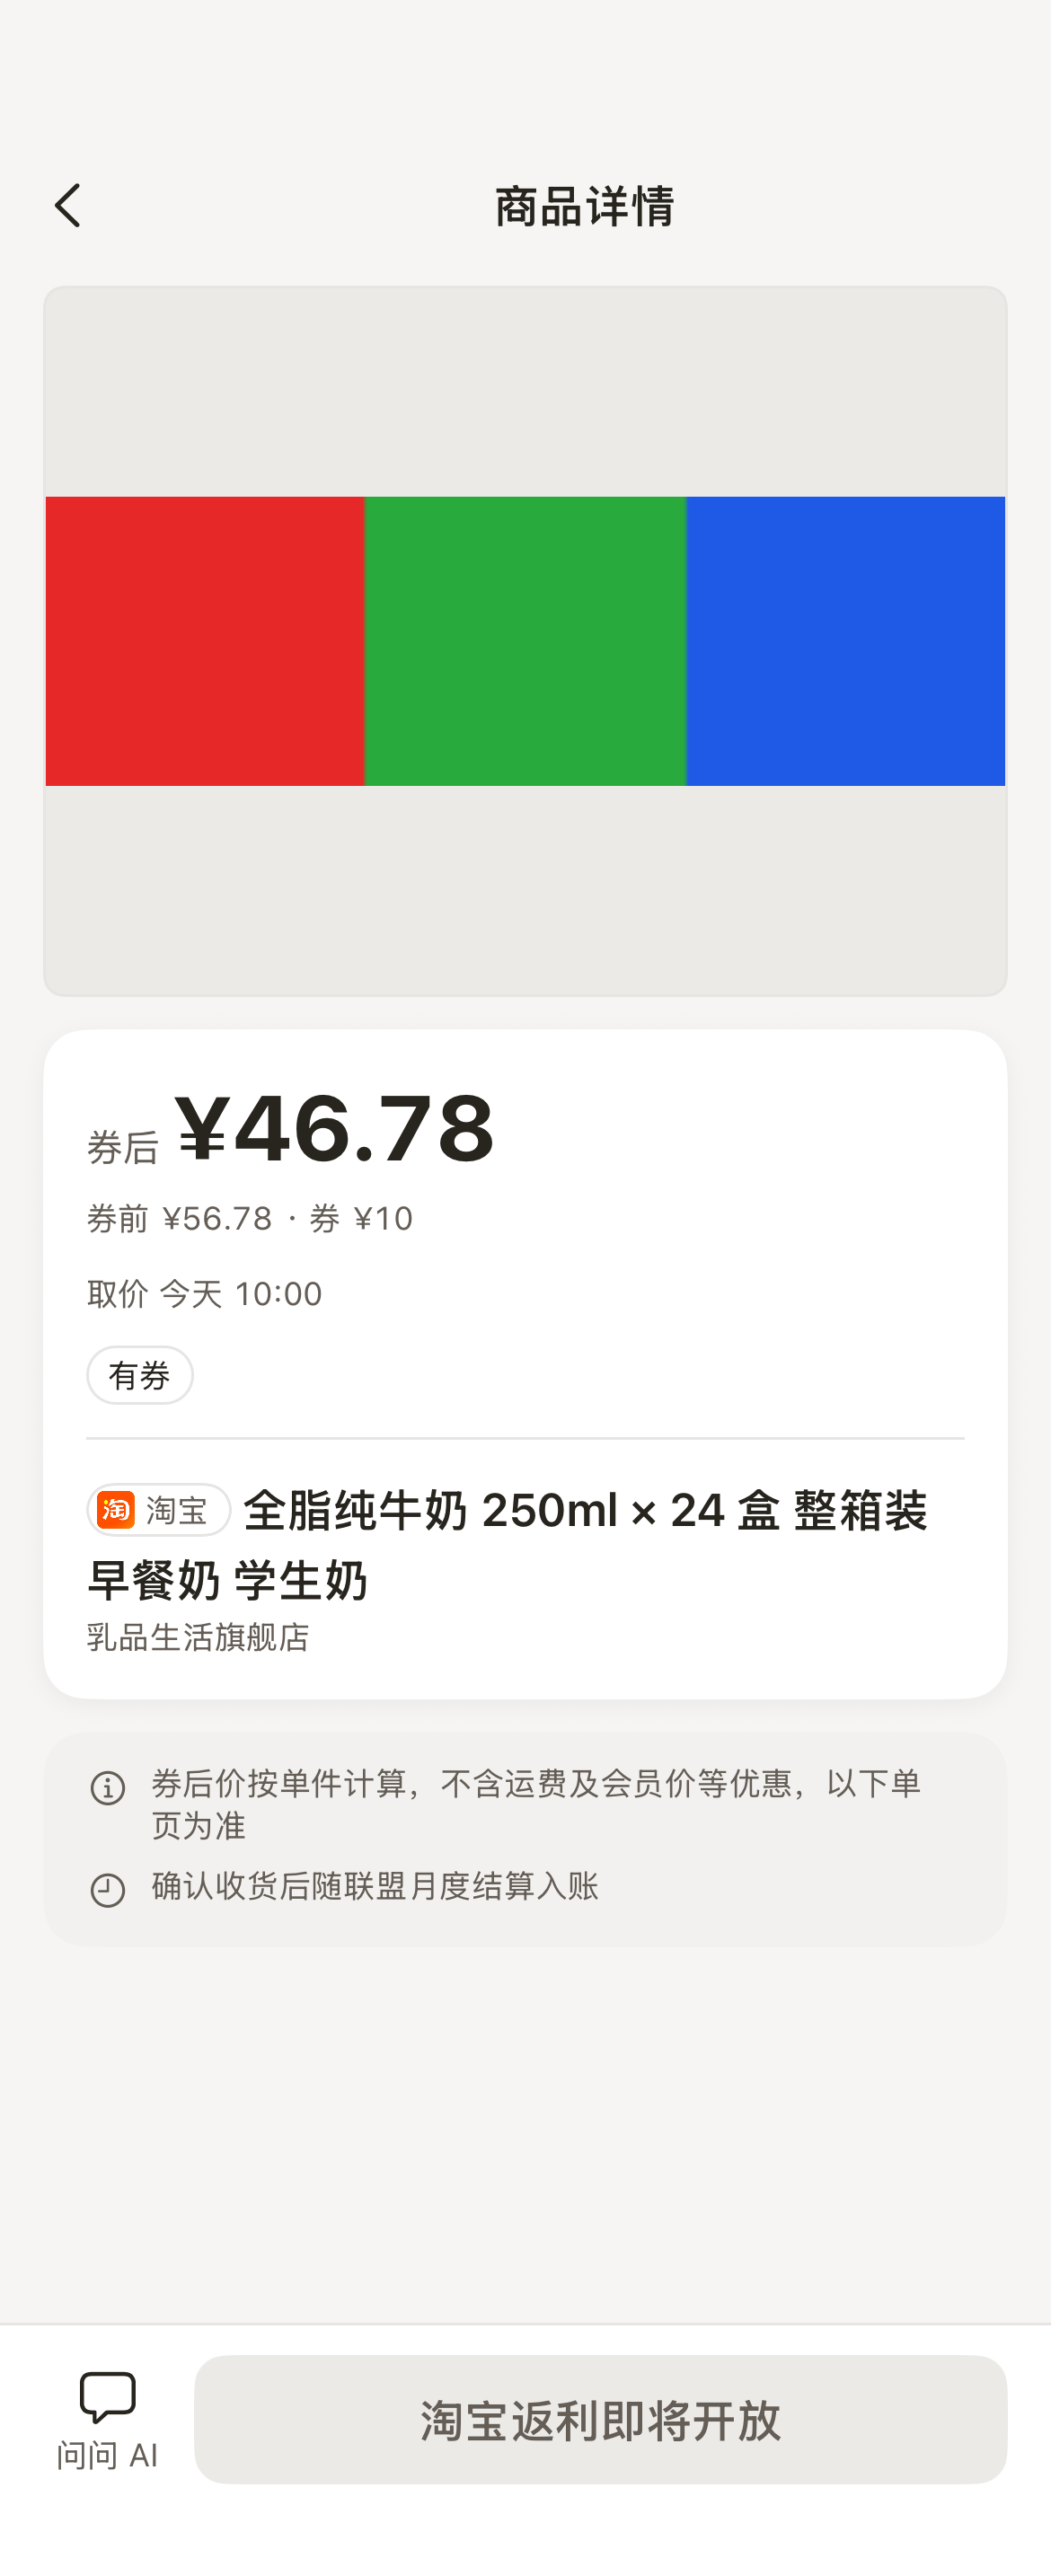 商品详情
券后 ¥46.78
券前 ¥56.78 · 券 ¥10
取价 今天 10:00
有券
淘 淘宝 全脂纯牛奶 250ml × 24 盒 整箱装
早餐奶 学生奶
乳品生活旗舰店
券后价按单件计算，不含运费及会员价等优惠，以下单
页为准
确认收货后随联盟月度结算入账
问问 AI
淘宝返利即将开放